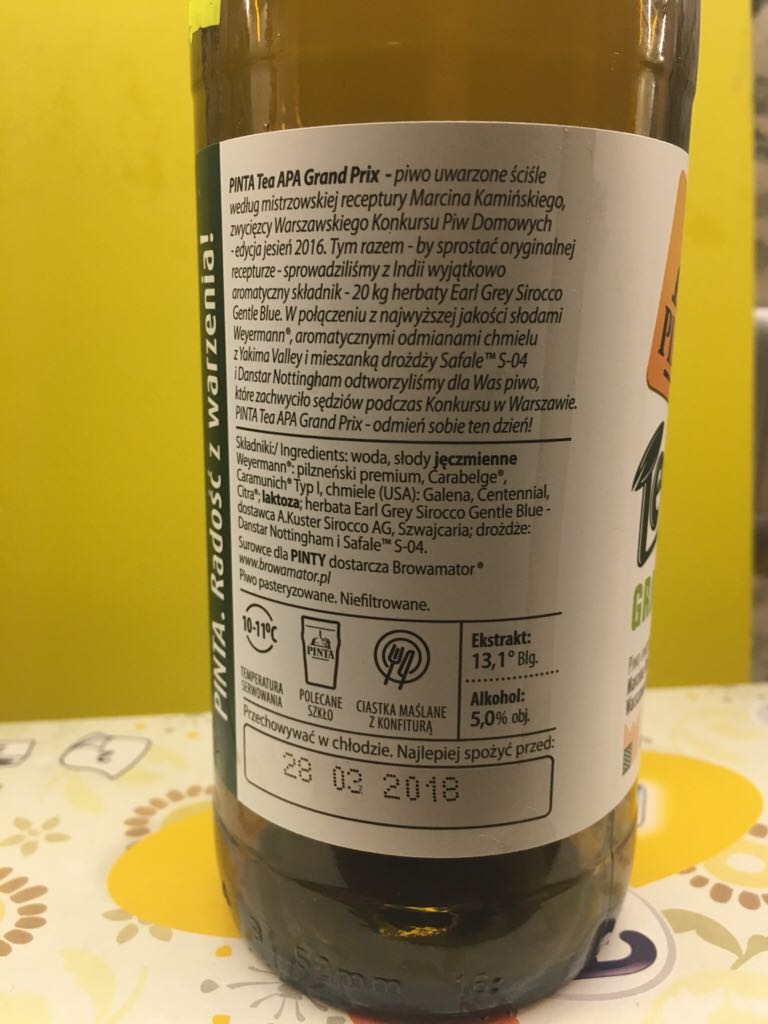 PINTA. Radość z warzenia!
PINTA Tea APA Grand Prix - piwo uwarzone ściśle
według mistrzowskiej receptury Marcina Kamińskiego,
zwycięzcy Warszawskiego Konkursu Piw Domowych
- edycja jesień 2016. Tym razem - by sprostać oryginalnej
recepturze - sprowadziliśmy z Indii wyjątkowo
aromatyczny składnik - 20 kg herbaty Earl Grey Sirocco
Gentle Blue. W połączeniu z najwyższej jakości słodami
Weyermann®, aromatycznymi odmianami chmielu
z Yakima Valley i mieszanką drożdży Safale™ S-04
i Danstar Nottingham odtworzyliśmy dla Was piwo,
które zachwyciło sędziów podczas Konkursu w Warszawie.
PINTA Tea APA Grand Prix - odmień sobie ten dzień!
Składniki:/ Ingredients: woda, słody jęczmienne
Weyermann®: pilzneński premium, Carabelge®,
Caramunich® Typ I, chmiele (USA): Galena, Centennial,
Citra®; laktoza; herbata Earl Grey Sirocco Gentle Blue -
dostawca A.Kuster Sirocco AG, Szwajcaria; drożdże:
Danstar Nottingham i Safale™ S-04.
Surowce dla PINTY dostarcza Browamator®
www.browamator.pl
Piwo pasteryzowane. Niefiltrowane.
10-11°C
TEMPERATURA
SERWOWANIA
PINTA
POLECANE
SZKŁO
CIASTKA MAŚLANE
Z KONFITURĄ
Ekstrakt:
13,1° Blg.
Alkohol:
5,0% obj.
Przechowywać w chłodzie. Najlepiej spożyć przed:
28 03 2018